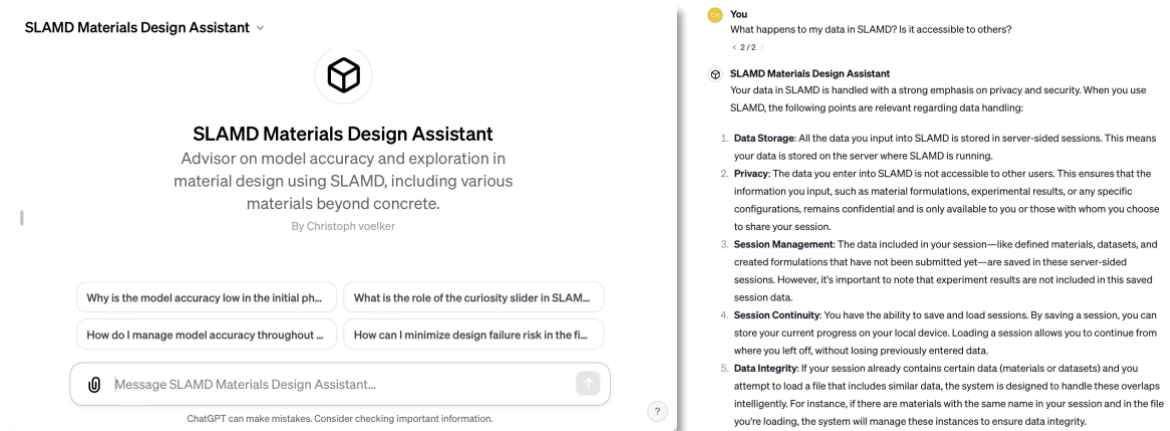 SLAMD Materials Design Assistant
SLAMD Materials Design Assistant
Advisor on model accuracy and exploration in
material design using SLAMD, including various
materials beyond concrete.
By Christoph voelker
Why is the model accuracy low in the initial ph...
What is the role of the curiosity slider in SLAM...
How do I manage model accuracy throughout ...
How can I minimize design failure risk in the fi...
Message SLAMD Materials Design Assistant...
ChatGPT can make mistakes. Consider checking important information.
?
CH
You
What happens to my data in SLAMD? Is it accessible to others?
< 2/2 >
SLAMD Materials Design Assistant
Your data in SLAMD is handled with a strong emphasis on privacy and security. When you use
SLAMD, the following points are relevant regarding data handling:
1. Data Storage: All the data you input into SLAMD is stored in server-sided sessions. This means
your data is stored on the server where SLAMD is running.
2. Privacy: The data you enter into SLAMD is not accessible to other users. This ensures that the
information you input, such as material formulations, experimental results, or any specific
configurations, remains confidential and is only available to you or those with whom you choose
to share your session.
3. Session Management: The data included in your session—like defined materials, datasets, and
created formulations that have not been submitted yet—are saved in these server-sided
sessions. However, it's important to note that experiment results are not included in this saved
session data.
4. Session Continuity: You have the ability to save and load sessions. By saving a session, you can
store your current progress on your local device. Loading a session allows you to continue from
where you left off, without losing previously entered data.
5. Data Integrity: If your session already contains certain data (materials or datasets) and you
attempt to load a file that includes similar data, the system is designed to handle these overlaps
intelligently. For instance, if there are materials with the same name in your session and in the file
you're loading, the system will manage these instances to ensure data integrity.